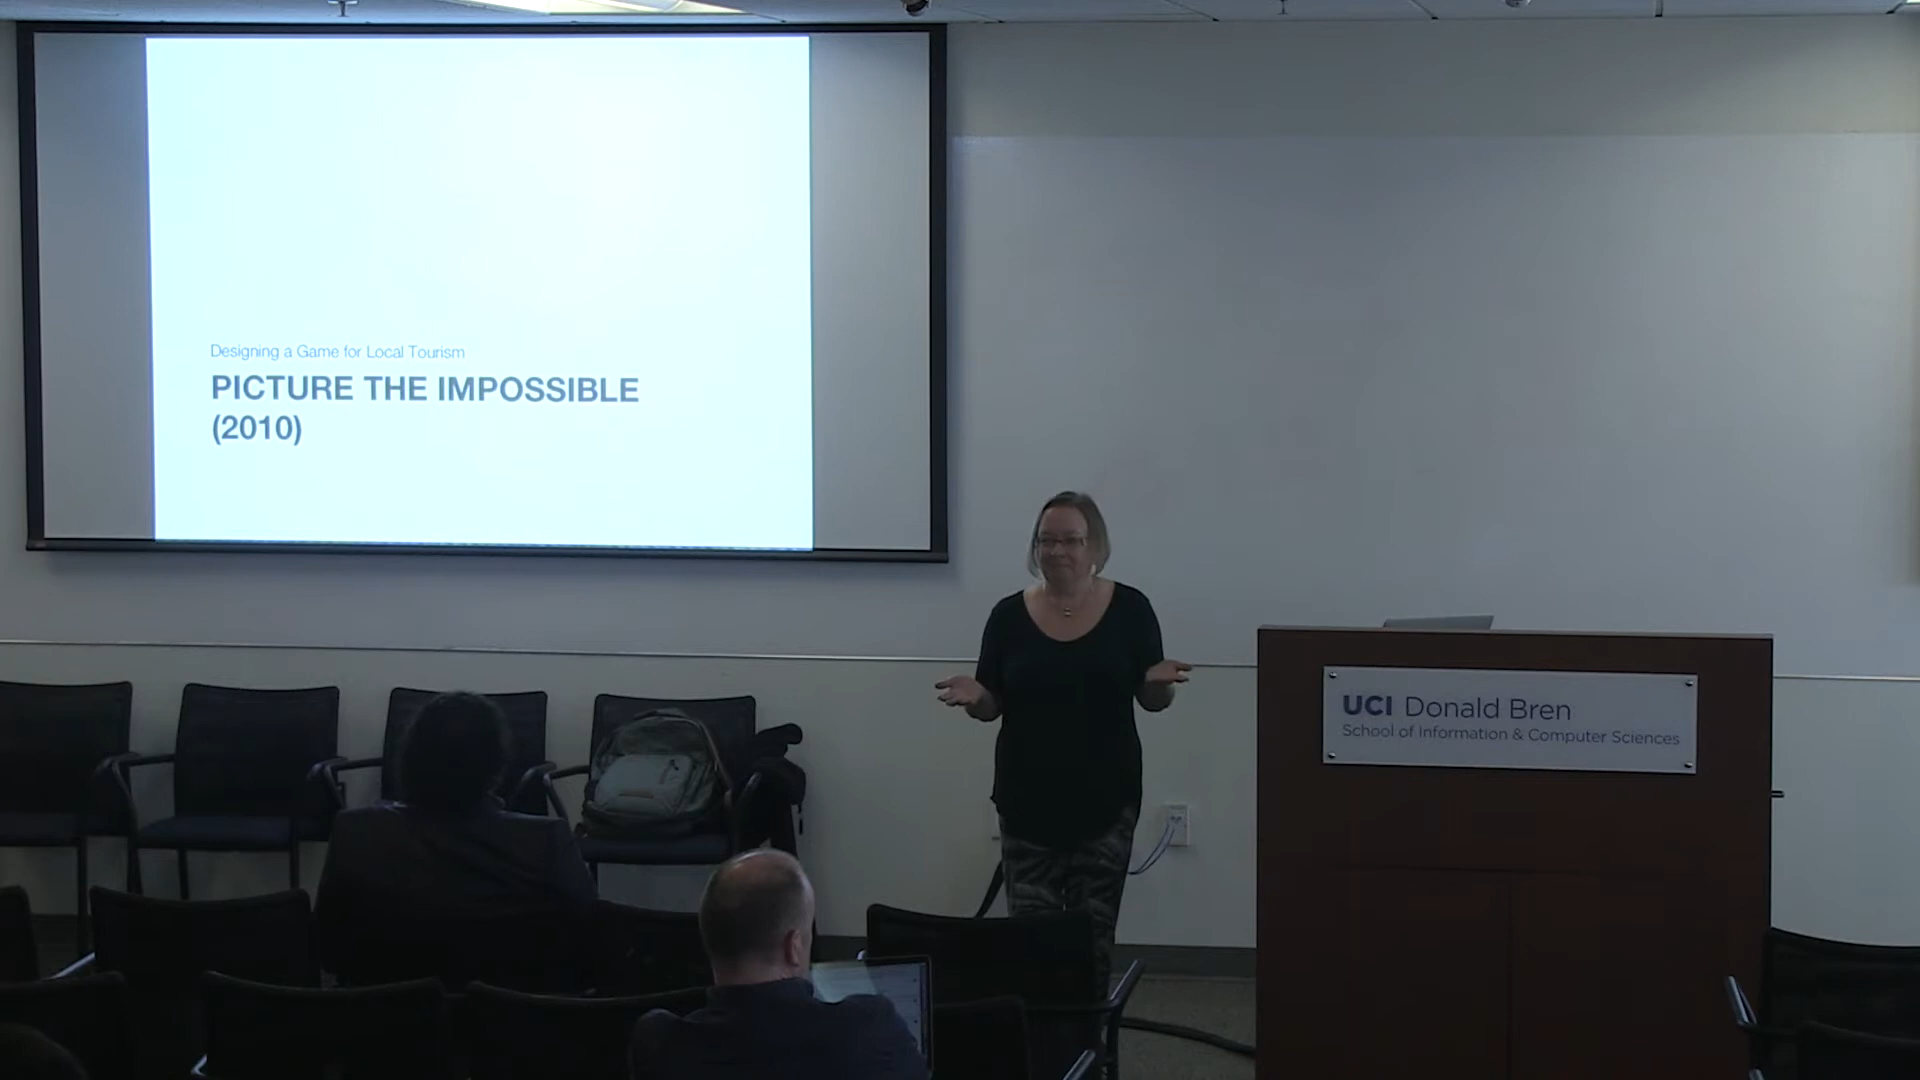 Designing a Game for Local Tourism
PICTURE THE IMPOSSIBLE
(2010)
UCI Donald Bren
School of Information & Computer Sciences